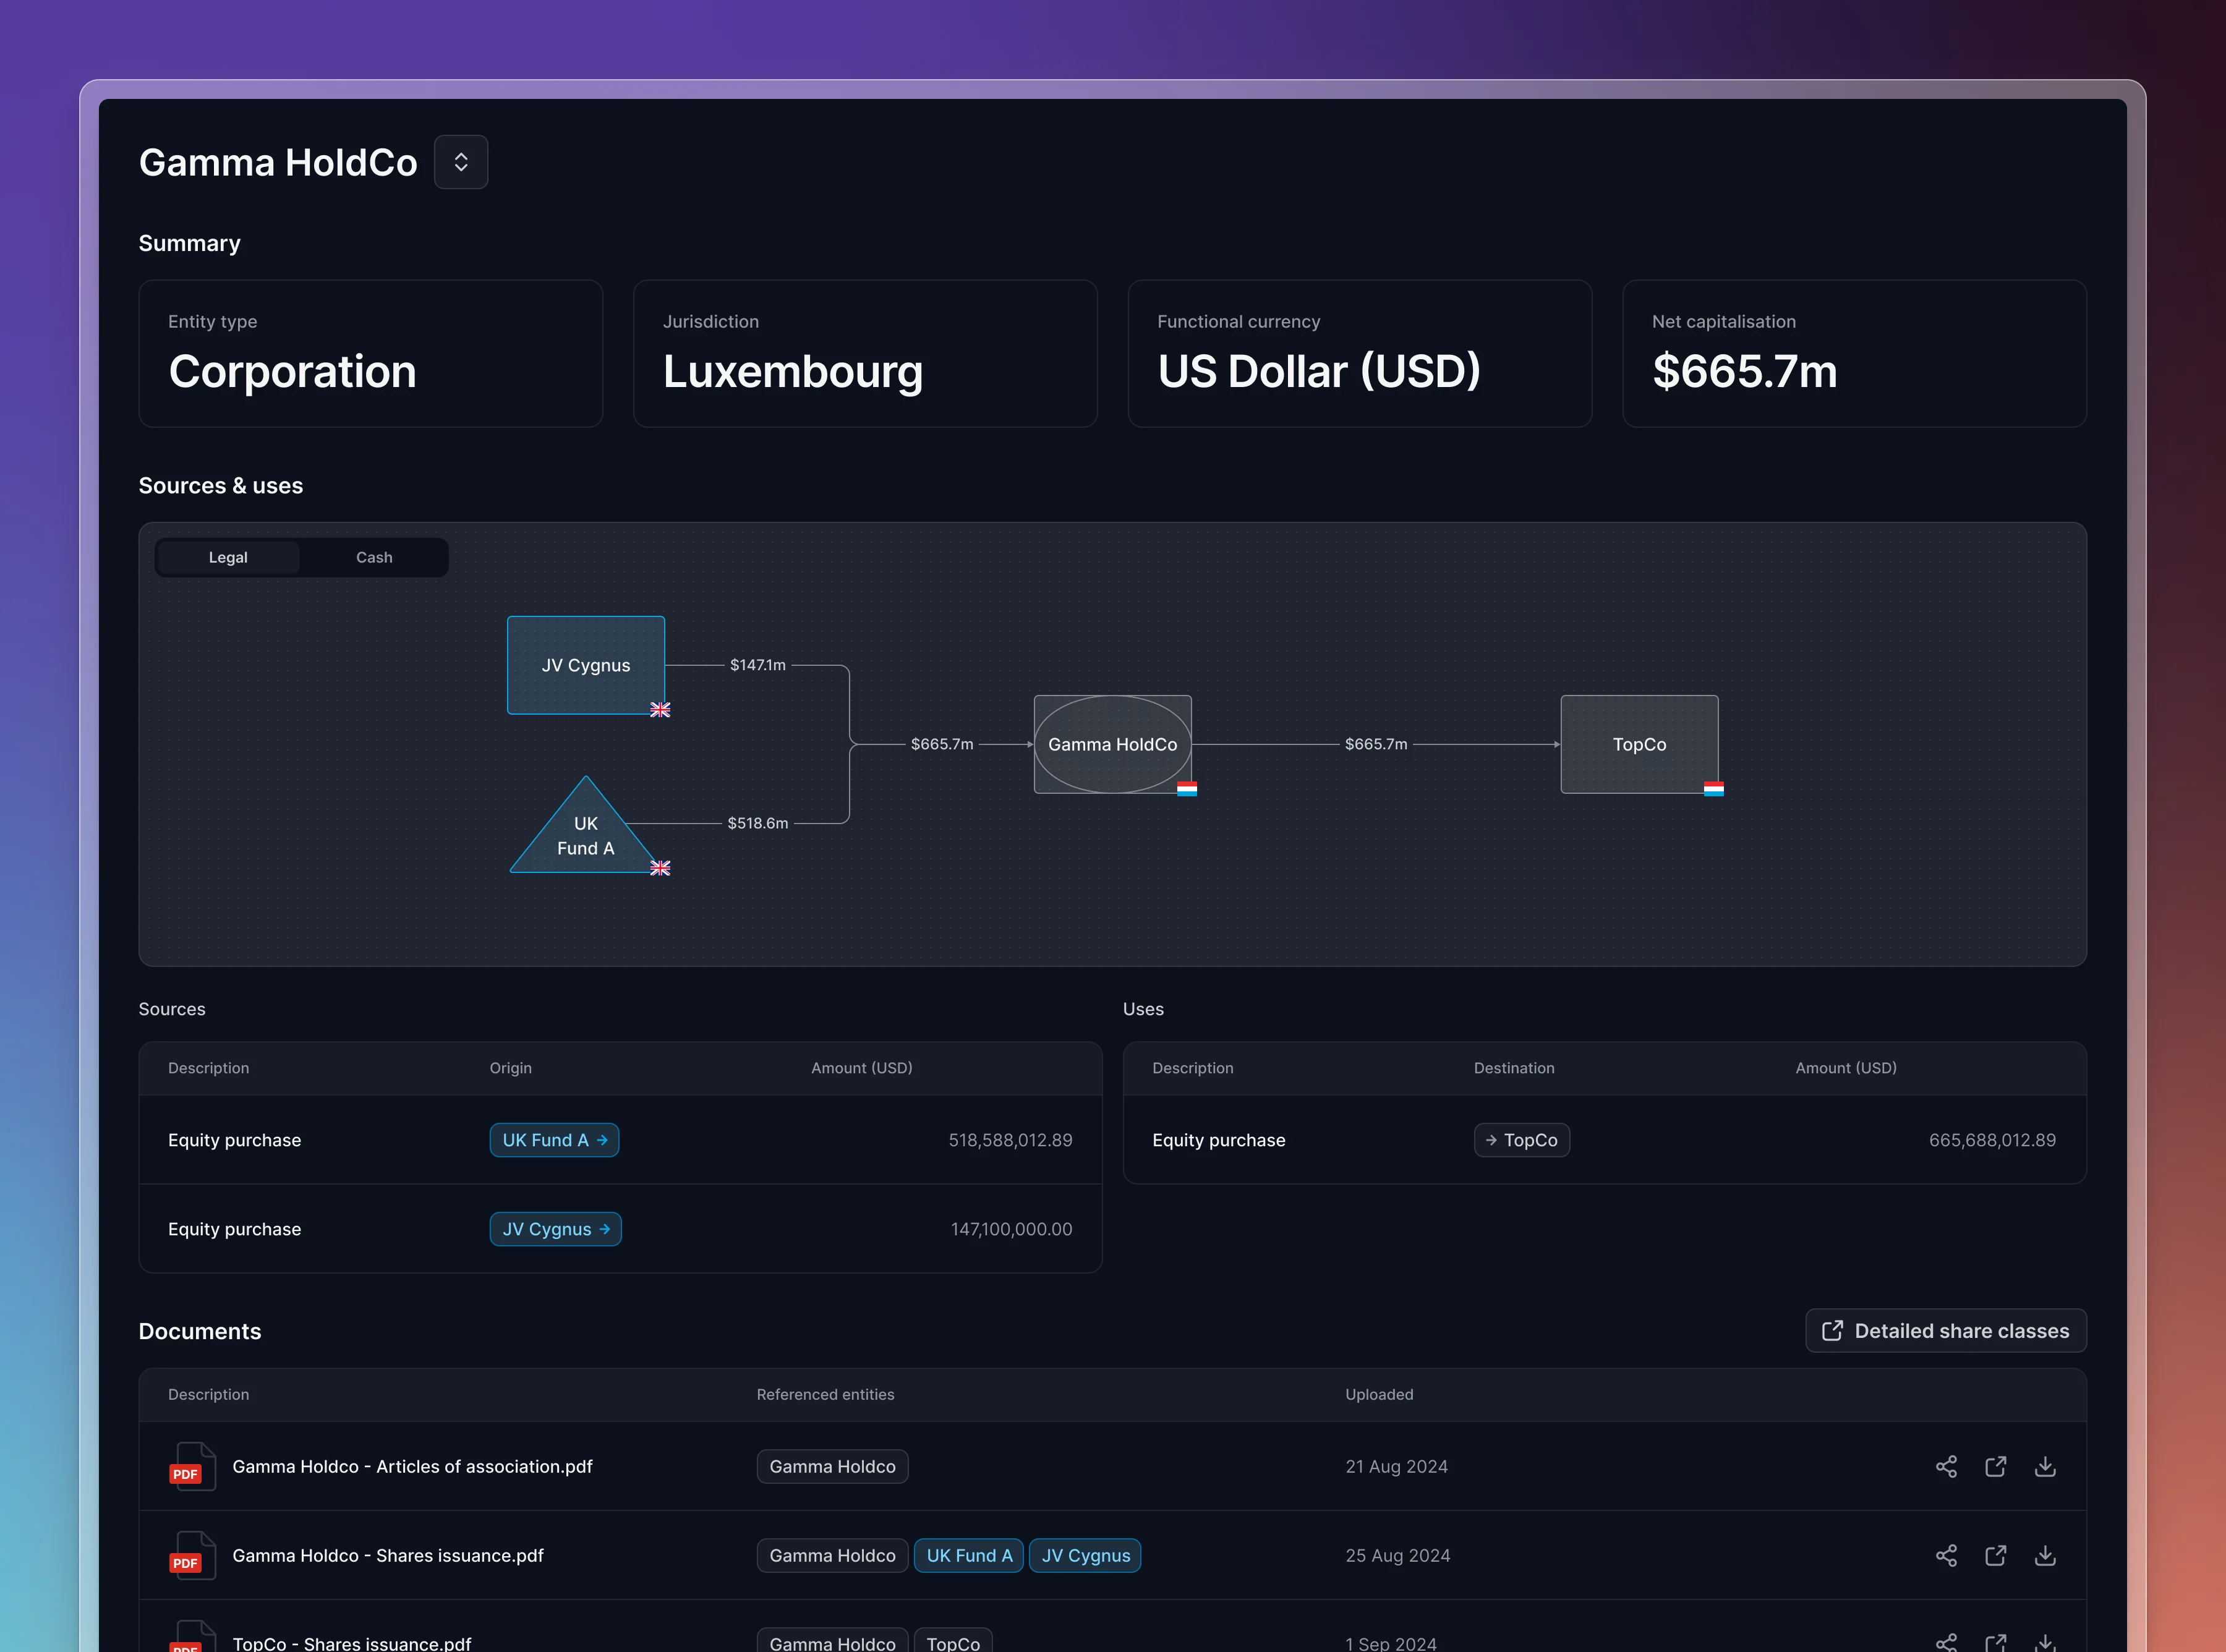 Gamma HoldCo
Summary
Entity type
Corporation
Jurisdiction
Luxembourg
Functional currency
US Dollar (USD)
Net capitalisation
$665.7m
Sources & uses
Legal
Cash
JV Cygnus
$147.1m
$665.7m
Gamma HoldCo
$665.7m
TopCo
UK
Fund A
$518.6m
Sources
Description
Origin
Amount (USD)
Equity purchase
UK Fund A
518,588,012.89
Equity purchase
JV Cygnus
147,100,000.00
Uses
Description
Destination
Amount (USD)
Equity purchase
TopCo
665,688,012.89
Documents
Detailed share classes
Description
Referenced entities
Uploaded
PDF
Gamma Holdco - Articles of association.pdf
Gamma Holdco
21 Aug 2024
PDF
Gamma Holdco - Shares issuance.pdf
Gamma Holdco
UK Fund A
JV Cygnus
25 Aug 2024
PDF
TopCo - Shares issuance.pdf
Gamma Holdco
TopCo
1 Sep 2024